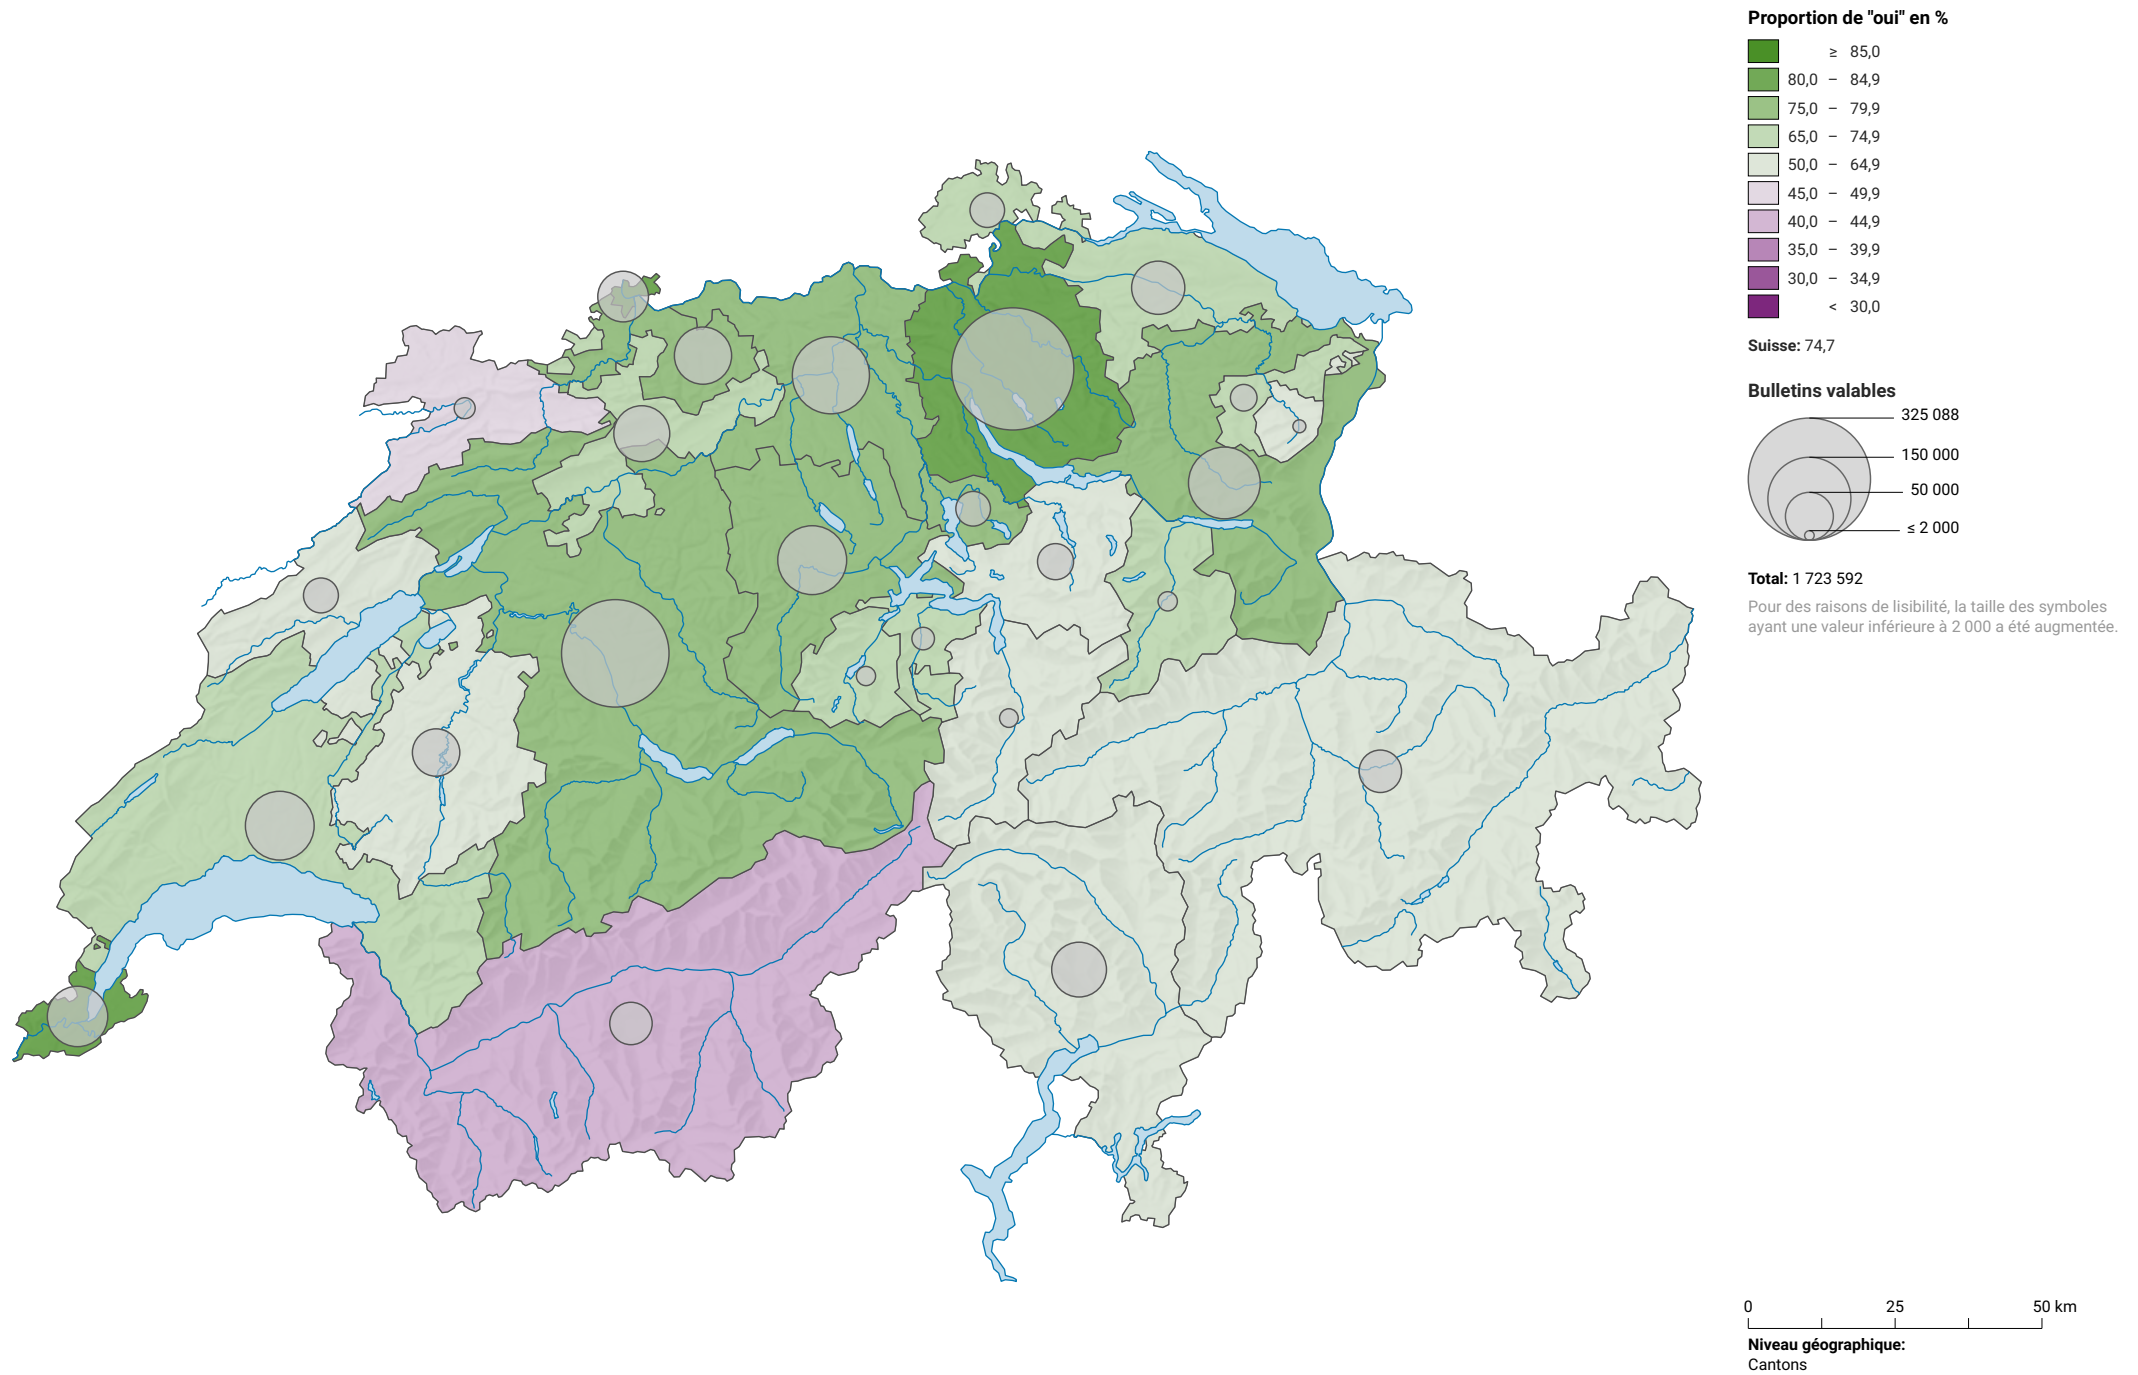 Proportion de "oui" en %
≥ 85,0
80,0 – 84,9
75,0 – 79,9
65,0 – 74,9
50,0 – 64,9
45,0 – 49,9
40,0 – 44,9
35,0 – 39,9
30,0 – 34,9
< 30,0
Suisse: 74,7
Bulletins valables
325 088
150 000
50 000
≤ 2 000
Total: 1 723 592
Pour des raisons de lisibilité, la taille des symboles
ayant une valeur inférieure à 2 000 a été augmentée.
0 25 50 km
Niveau géographique:
Cantons